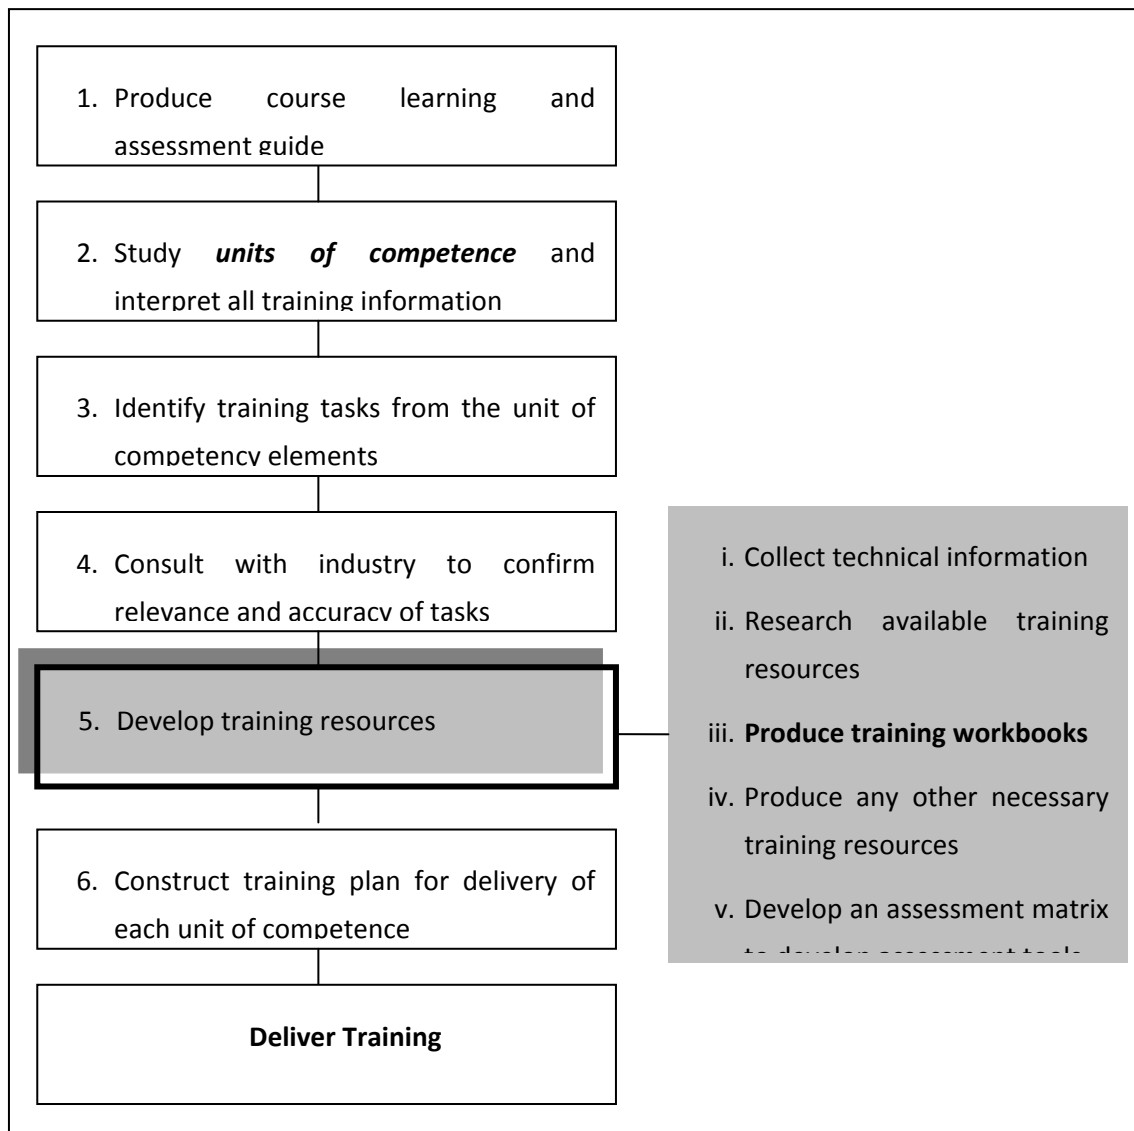 1. Produce course learning and
assessment guide
2. Study units of competence and
interpret all training information
3. Identify training tasks from the unit of
competency elements
4. Consult with industry to confirm
relevance and accuracy of tasks
5. Develop training resources
6. Construct training plan for delivery of
each unit of competence
Deliver Training
i. Collect technical information
ii. Research available training
resources
iii. Produce training workbooks
iv. Produce any other necessary
training resources
v. Develop an assessment matrix
to develop assessment tools